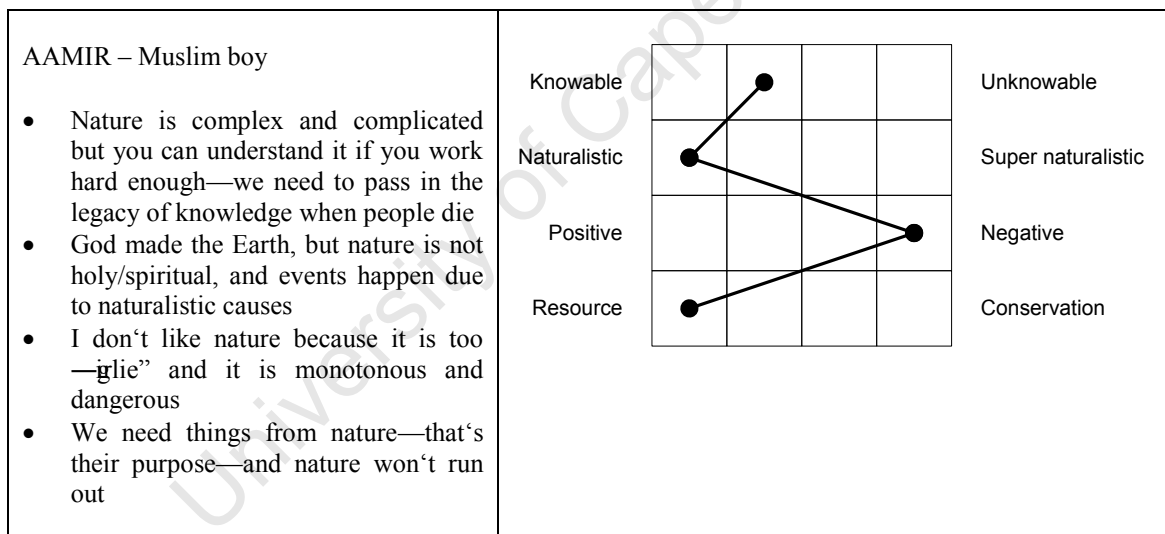 AAMIR – Muslim boy
• Nature is complex and complicated
but you can understand it if you work
hard enough—we need to pass in the
legacy of knowledge when people die
• God made the Earth, but nature is not
holy/spiritual, and events happen due
to naturalistic causes
• I don‘t like nature because it is too
and it is monotonous and
dangerous
• We need things from nature—that‘s
their purpose—and nature won‘t run
out
Knowable
Unknowable
Naturalistic
Super naturalistic
Positive
Negative
Resource
Conservation
University of Cape